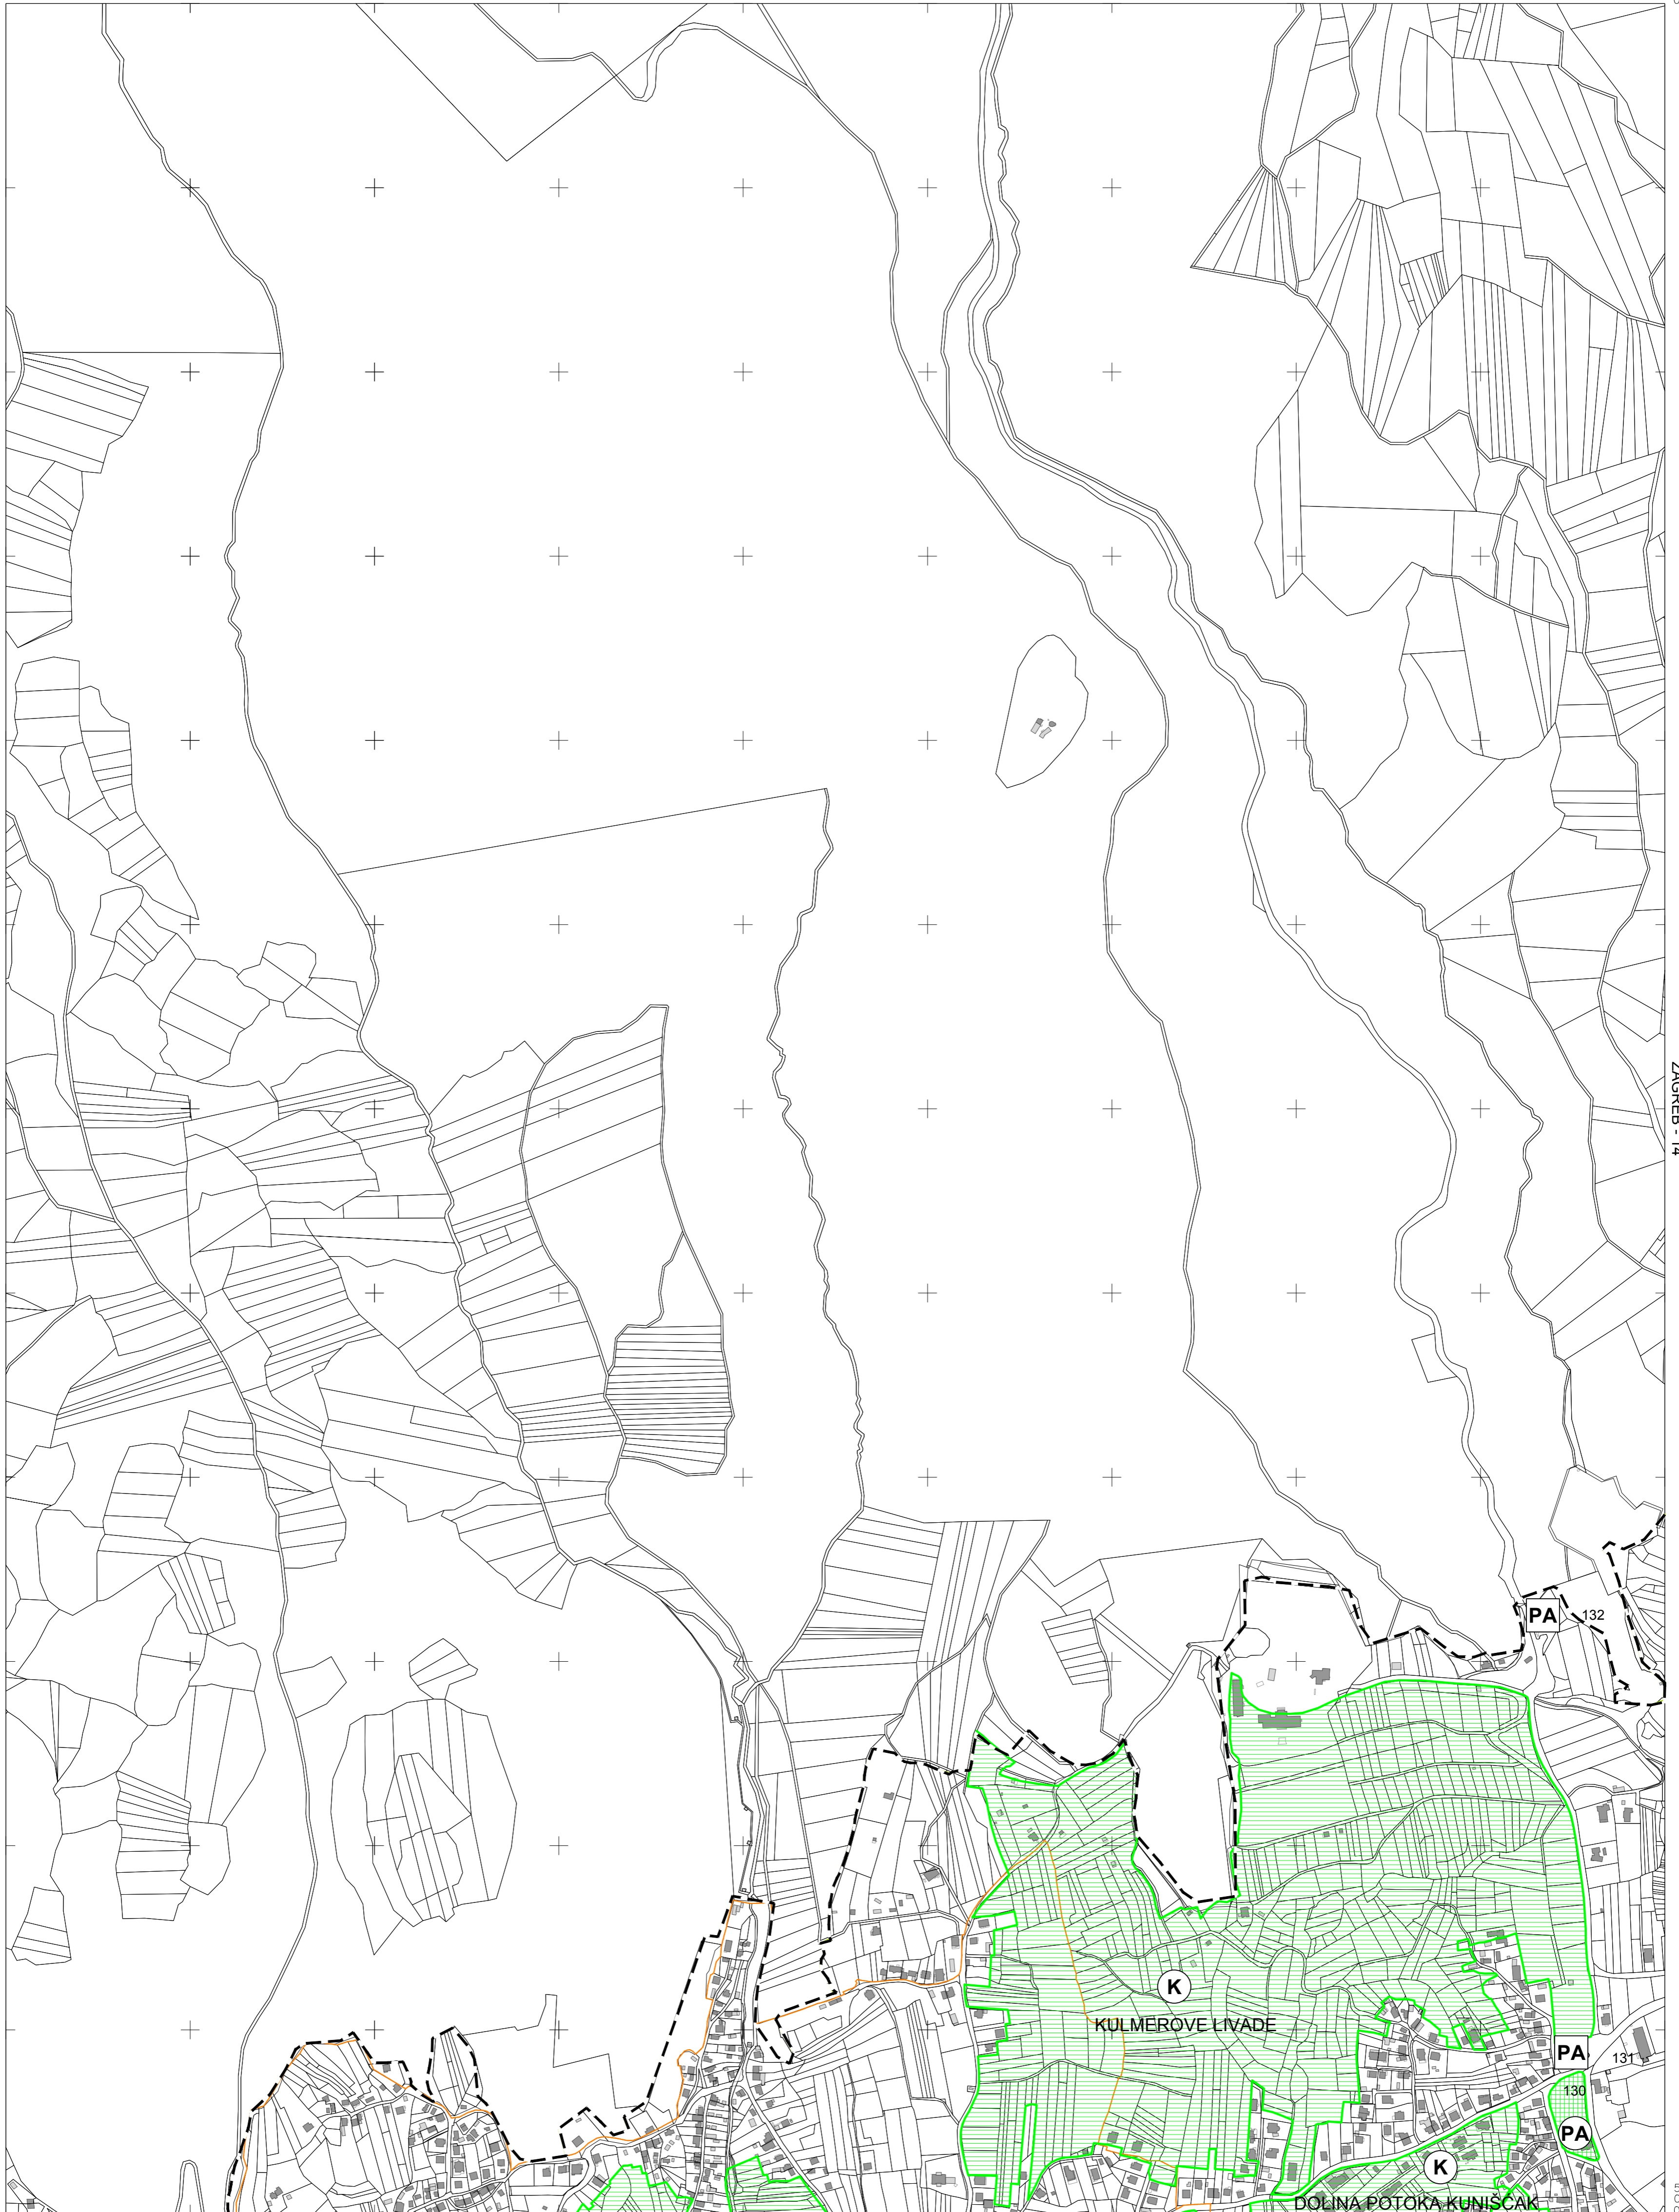 ZAGREB - 14
PA
132
K
KULMEROVE LIVADE
PA
131
130
PA
K
DOLINA POTOKA KUNIŠČAK